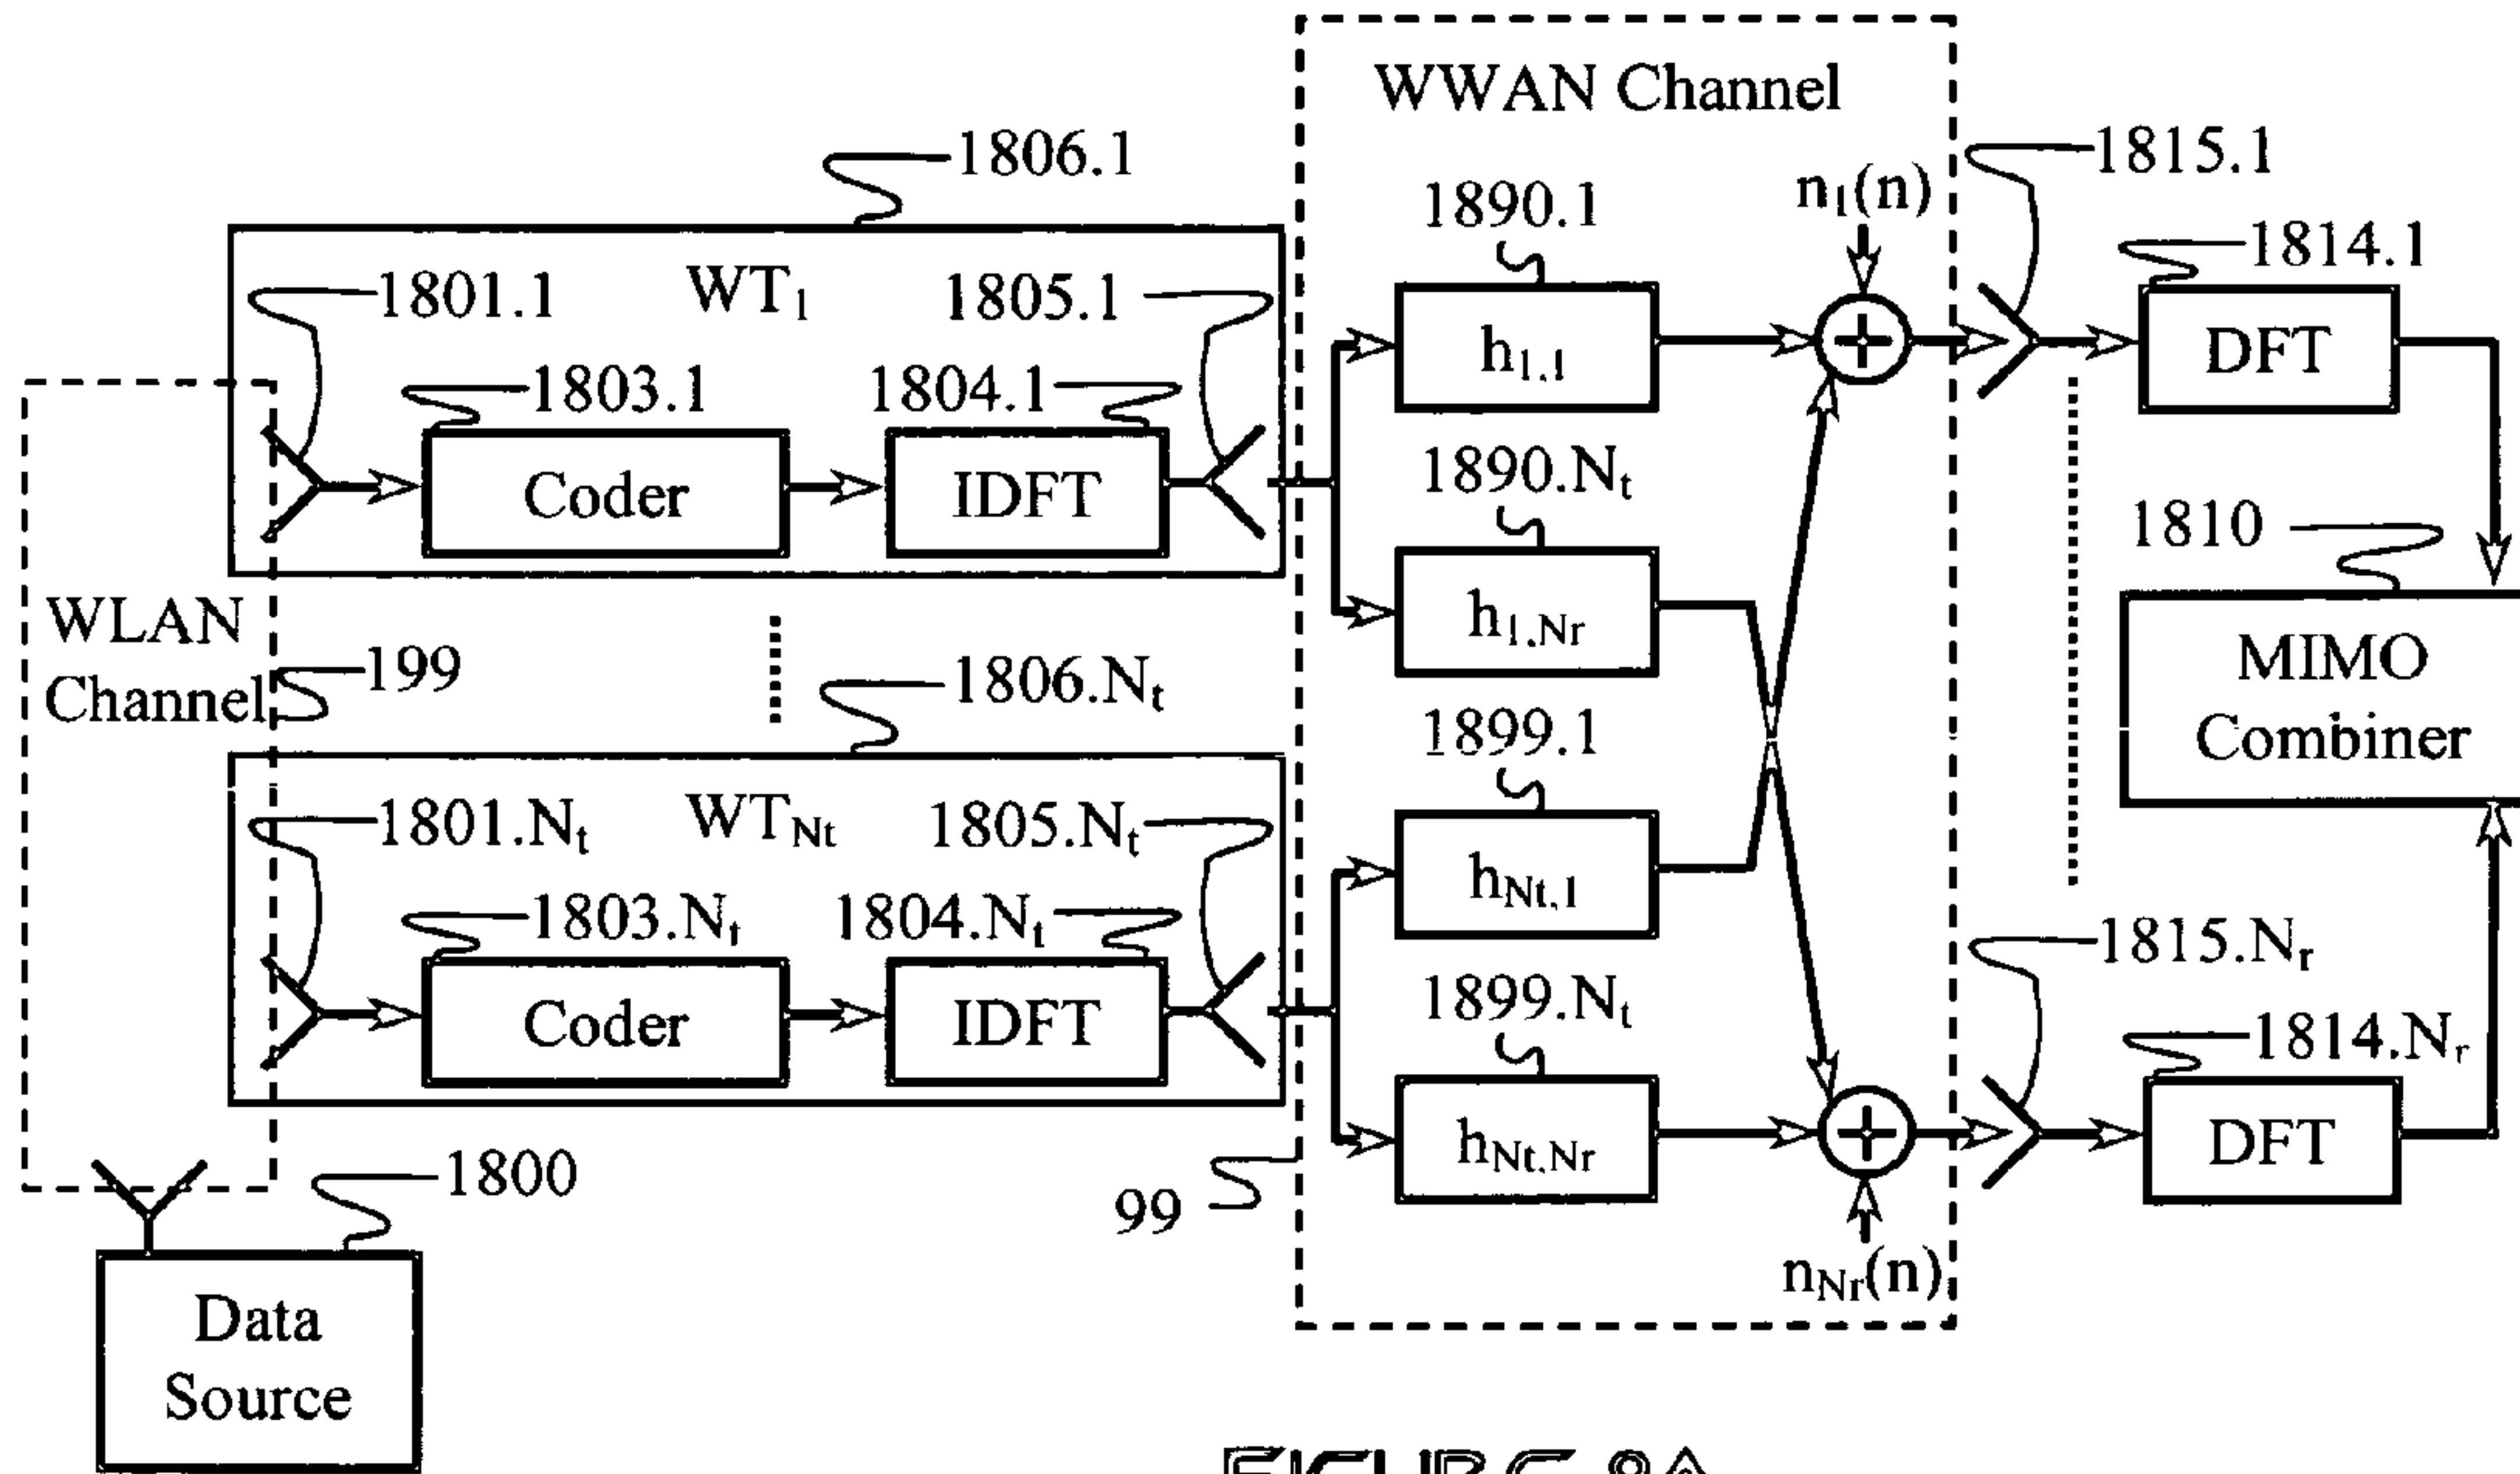 WWAN Channel
1806.1
1815.1
1890.1
n₁(n)
1814.1
1801.1
WT₁
1805.1
h₁,₁
DFT
1803.1
1804.1
1890.Nₜ
Coder
IDFT
1810
h₁,Nr
MIMO
Combiner
WLAN
Channel
199
1806.Nₜ
1899.1
1801.Nₜ
WTNt
1805.Nₜ
hNt,1
1803.Nₜ
1804.Nₜ
1815.Nᵣ
1899.Nₜ
Coder
IDFT
1814.Nᵣ
hNt,Nr
DFT
1800
99
nNr(n)
Data
Source
FIGURE 9A